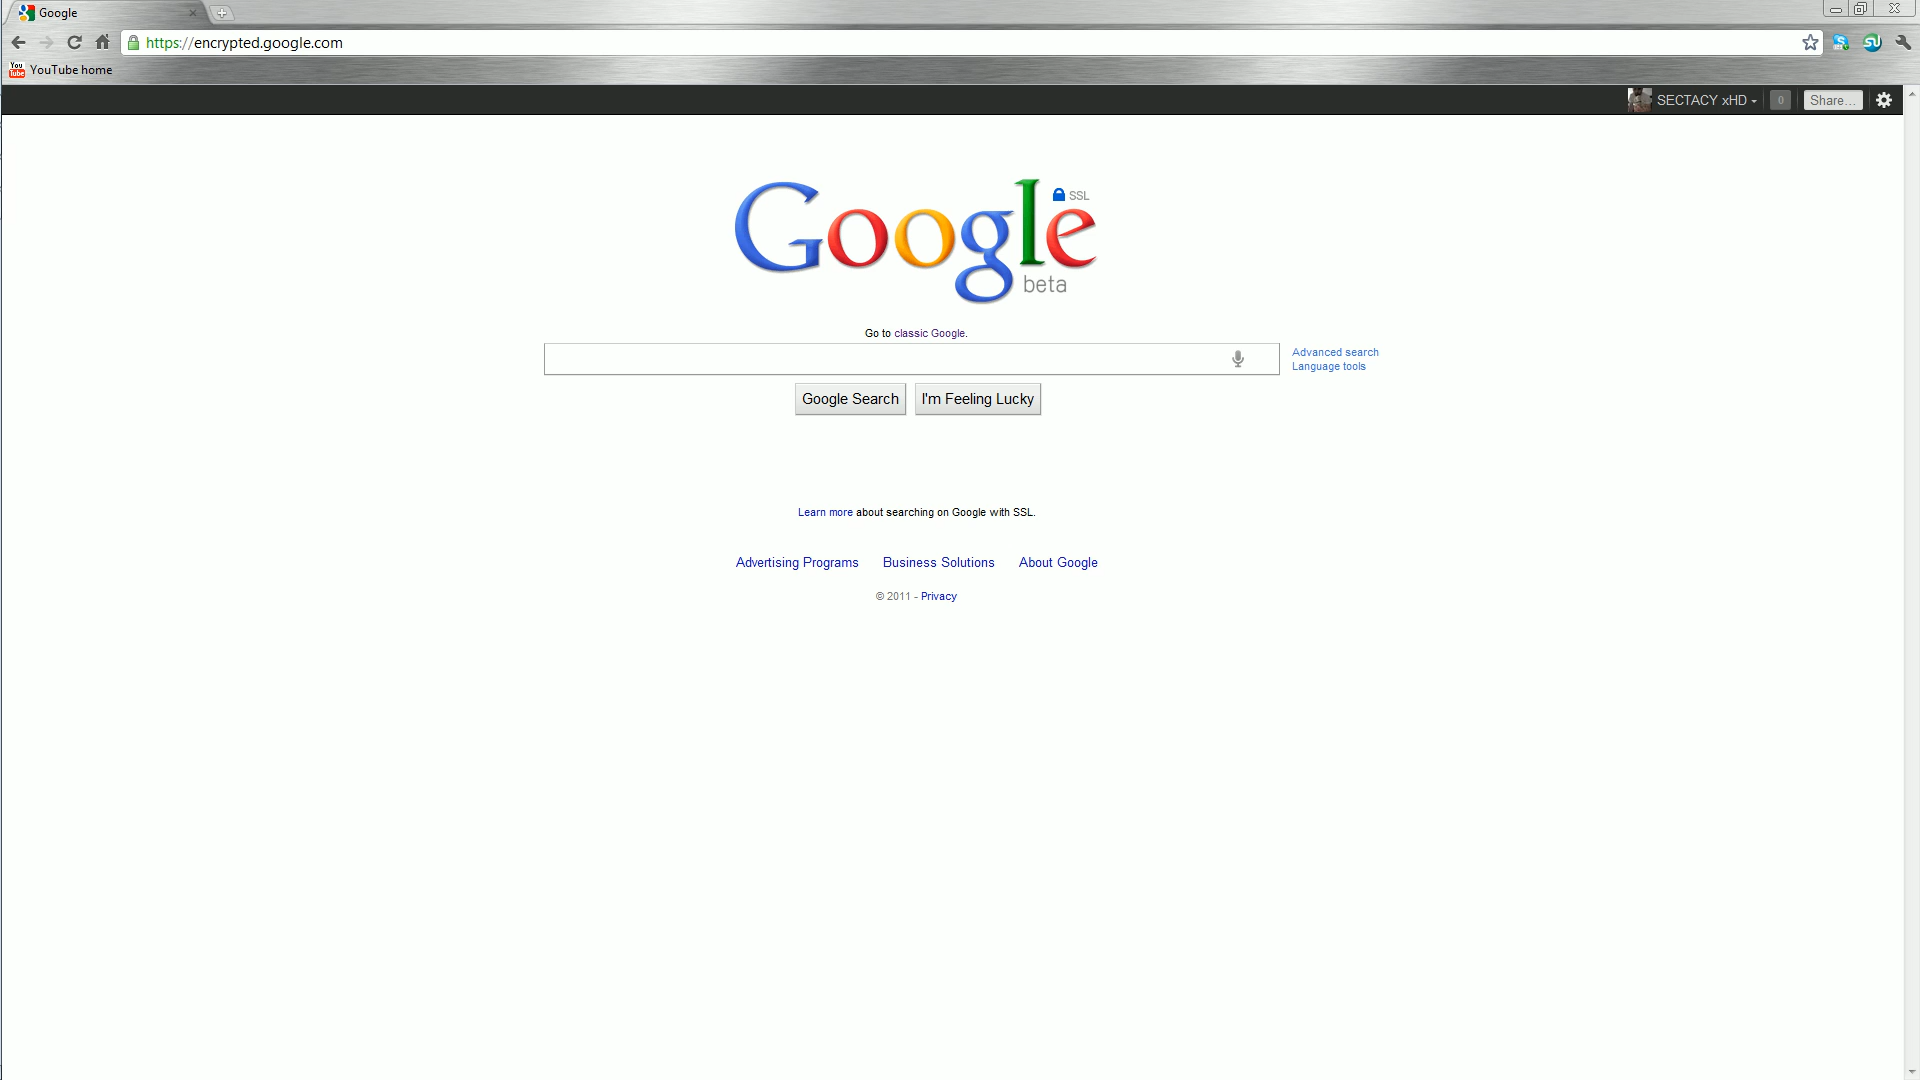 Google
https://encrypted.google.com
You Tube YouTube home
SECTACY xHD 0 Share...
Google SSL
beta
Go to classic Google.
Advanced search
Language tools
Google Search I'm Feeling Lucky
Learn more about searching on Google with SSL.
Advertising Programs Business Solutions About Google
© 2011 - Privacy